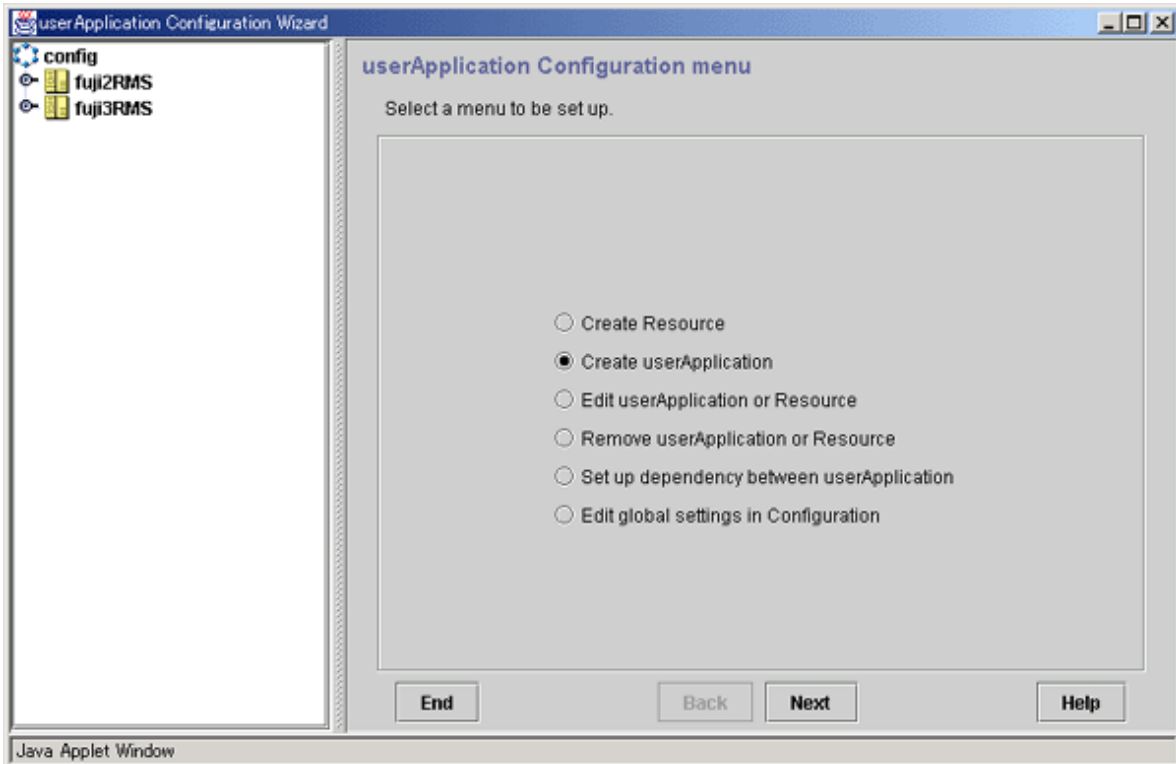 userApplication Configuration Wizard
config
fuji2RMS
fuji3RMS
userApplication Configuration menu
Select a menu to be set up.
Create Resource
Create userApplication
Edit userApplication or Resource
Remove userApplication or Resource
Set up dependency between userApplication
Edit global settings in Configuration
End
Back
Next
Help
Java Applet Window